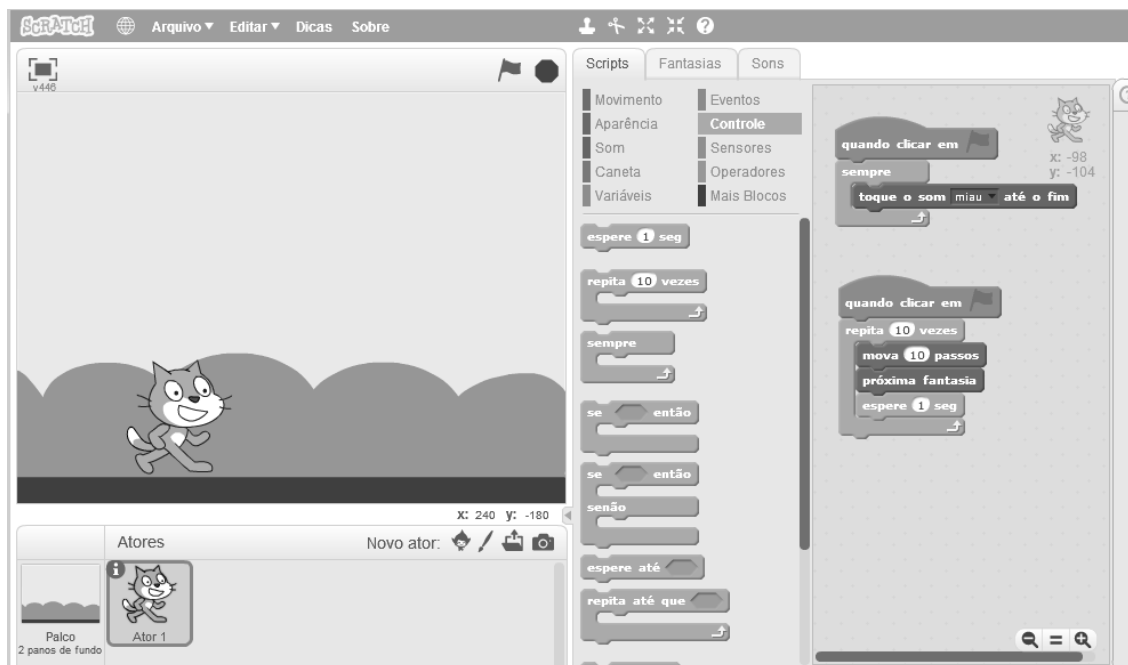 SCRATCH Arquivo Editar Dicas Sobre
v446
x: 240 y: -180
Atores Novo ator:
Palco
2 panos de fundo
Ator 1
Scripts Fantasias Sons
Movimento Eventos
Aparência Controle
Som Sensores
Caneta Operadores
Variáveis Mais Blocos
espere 1 seg
repita 10 vezes
sempre
se então
se então
senão
espere até
repita até que
x: -98
y: -104
quando clicar em
sempre
toque o som miau até o fim
quando clicar em
repita 10 vezes
mova 10 passos
próxima fantasia
espere 1 seg